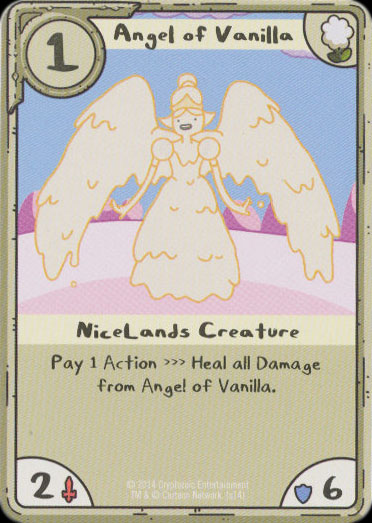 1
Angel of Vanilla
NiceLands Creature
Pay 1 Action >>> Heal all Damage
from Angel of Vanilla.
2
© 2014 Cryptozoic Entertainment
TM & © Cartoon Network (s14)
6